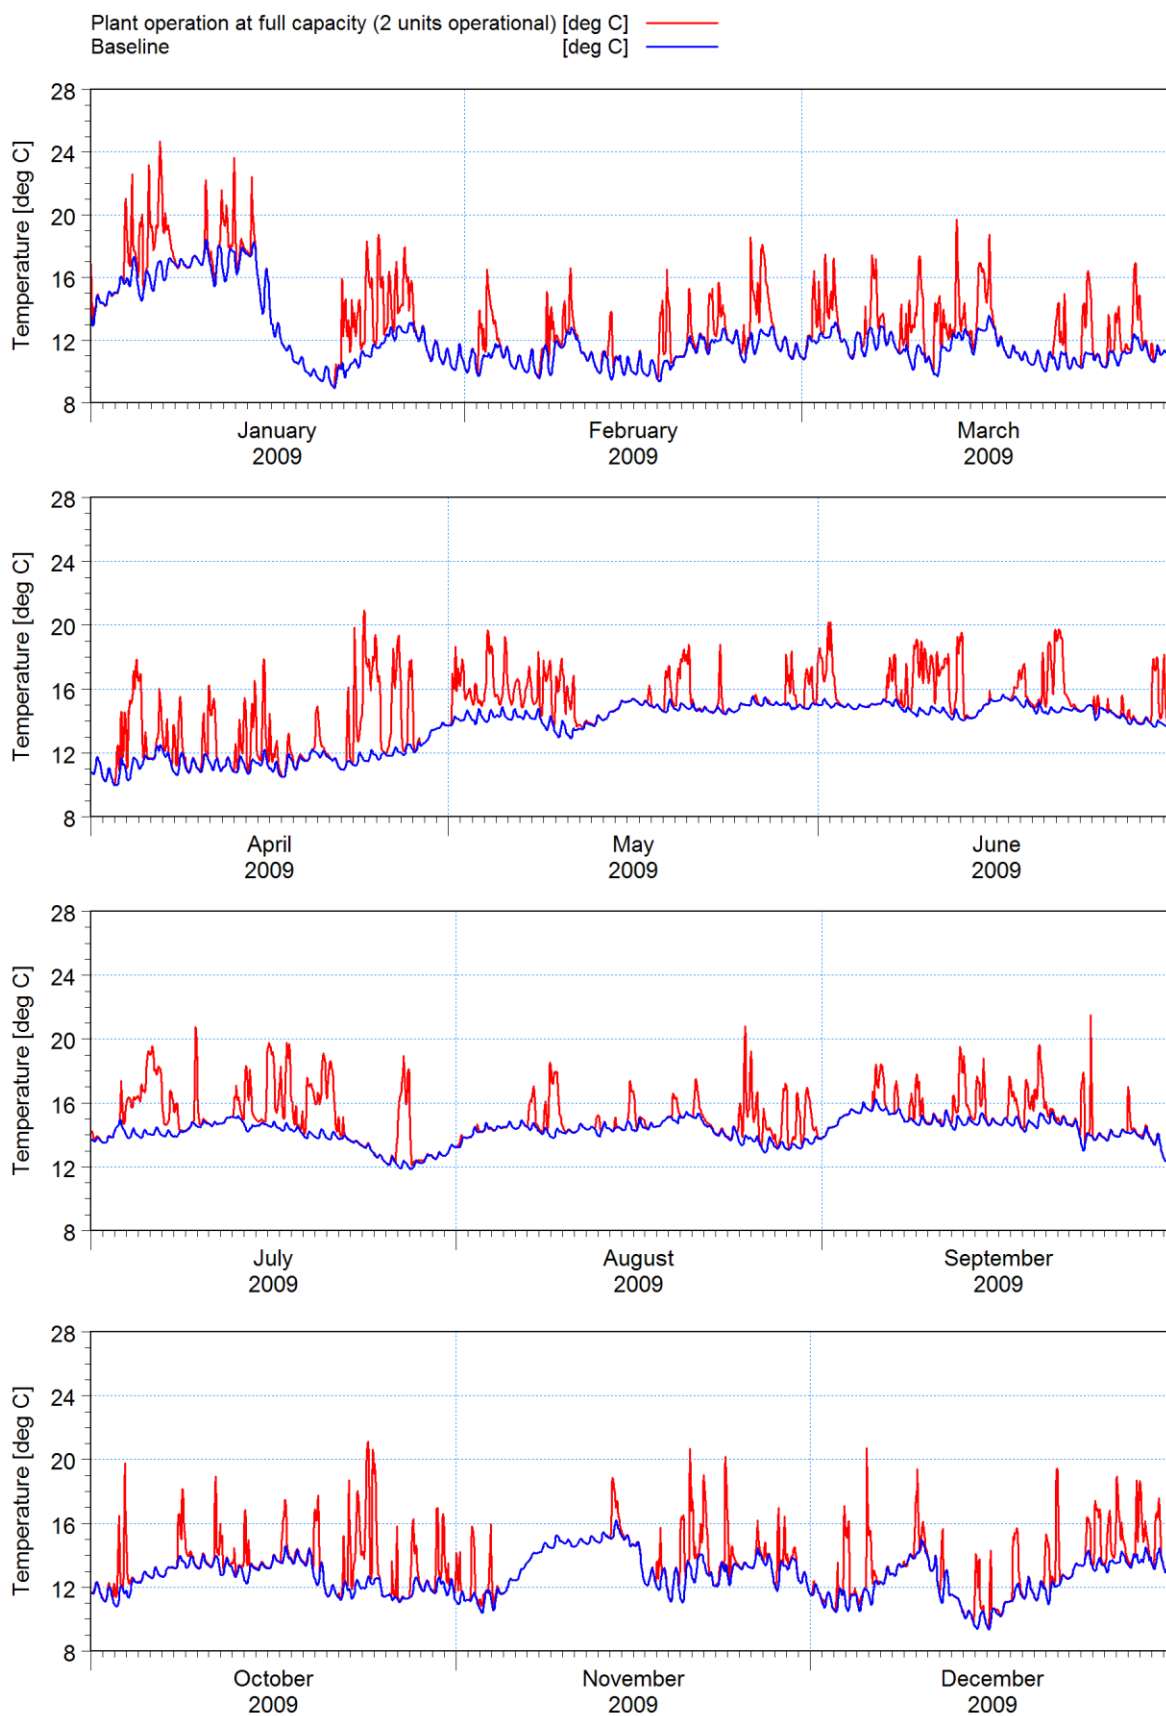 Plant operation at full capacity (2 units operational) [deg C]
Baseline [deg C]
28
24
20
16
12
8
Temperature [deg C]
January
2009
February
2009
March
2009
28
24
20
16
12
8
Temperature [deg C]
April
2009
May
2009
June
2009
28
24
20
16
12
8
Temperature [deg C]
July
2009
August
2009
September
2009
28
24
20
16
12
8
Temperature [deg C]
October
2009
November
2009
December
2009